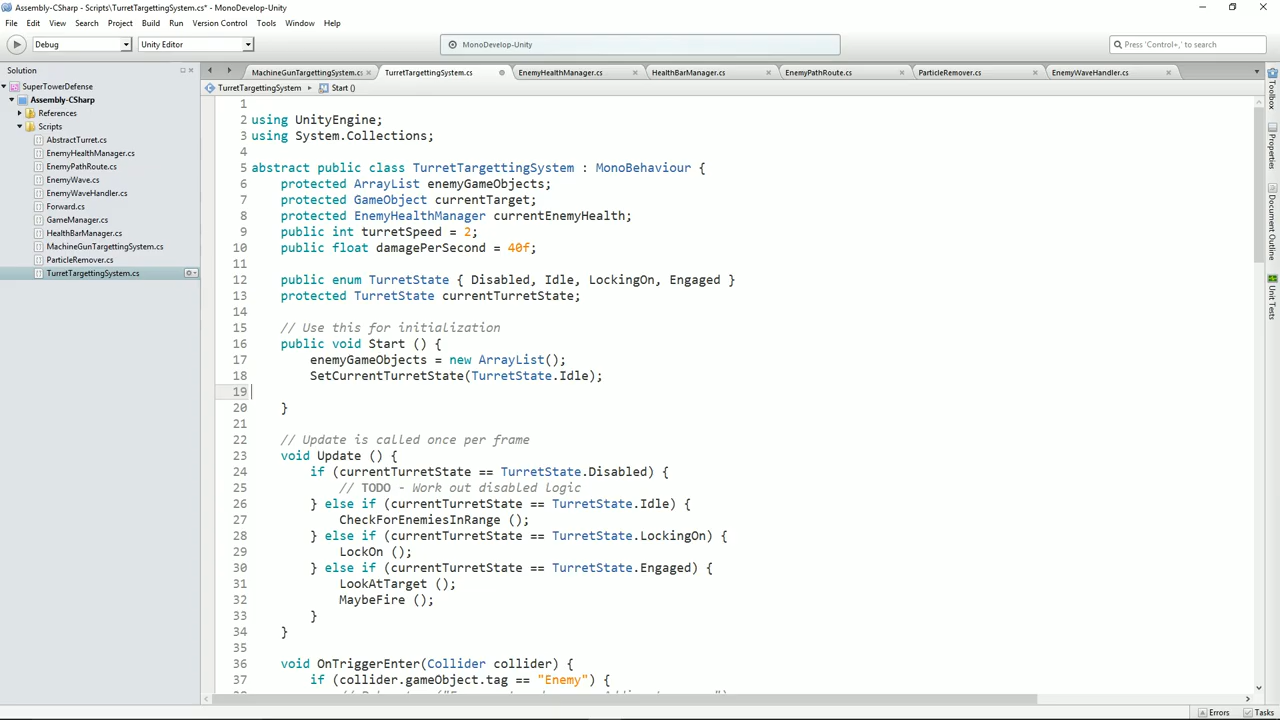 Assembly-CSharp - Scripts\TurretTargettingSystem.cs* - MonoDevelop-Unity
File Edit View Search Project Build Run Version Control Tools Window Help
Debug Unity Editor MonoDevelop-Unity Press 'Control+,' to search
Solution
MachineGunTargettingSystem.cs TurretTargettingSystem.cs EnemyHealthManager.cs HealthBarManager.cs EnemyPathRoute.cs ParticleRemover.cs EnemyWaveHandler.cs
TurretTargettingSystem Start ()
SuperTowerDefense
Assembly-CSharp
References
Scripts
AbstractTurret.cs
EnemyHealthManager.cs
EnemyPathRoute.cs
EnemyWave.cs
EnemyWaveHandler.cs
Forward.cs
GameManager.cs
HealthBarManager.cs
MachineGunTargettingSystem.cs
ParticleRemover.cs
TurretTargettingSystem.cs
1
2 using UnityEngine;
3 using System.Collections;
4
5 abstract public class TurretTargettingSystem : MonoBehaviour {
6 protected ArrayList enemyGameObjects;
7 protected GameObject currentTarget;
8 protected EnemyHealthManager currentEnemyHealth;
9 public int turretSpeed = 2;
10 public float damagePerSecond = 40f;
11
12 public enum TurretState { Disabled, Idle, LockingOn, Engaged }
13 protected TurretState currentTurretState;
14
15 // Use this for initialization
16 public void Start () {
17 enemyGameObjects = new ArrayList();
18 SetCurrentTurretState(TurretState.Idle);
19
20 }
21
22 // Update is called once per frame
23 void Update () {
24 if (currentTurretState == TurretState.Disabled) {
25 // TODO - Work out disabled logic
26 } else if (currentTurretState == TurretState.Idle) {
27 CheckForEnemiesInRange ();
28 } else if (currentTurretState == TurretState.LockingOn) {
29 LockOn ();
30 } else if (currentTurretState == TurretState.Engaged) {
31 LookAtTarget ();
32 MaybeFire ();
33 }
34 }
35
36 void OnTriggerEnter(Collider collider) {
37 if (collider.gameObject.tag == "Enemy") {
Toolbox
Properties
Document Outline
Unit Tests
Errors Tasks